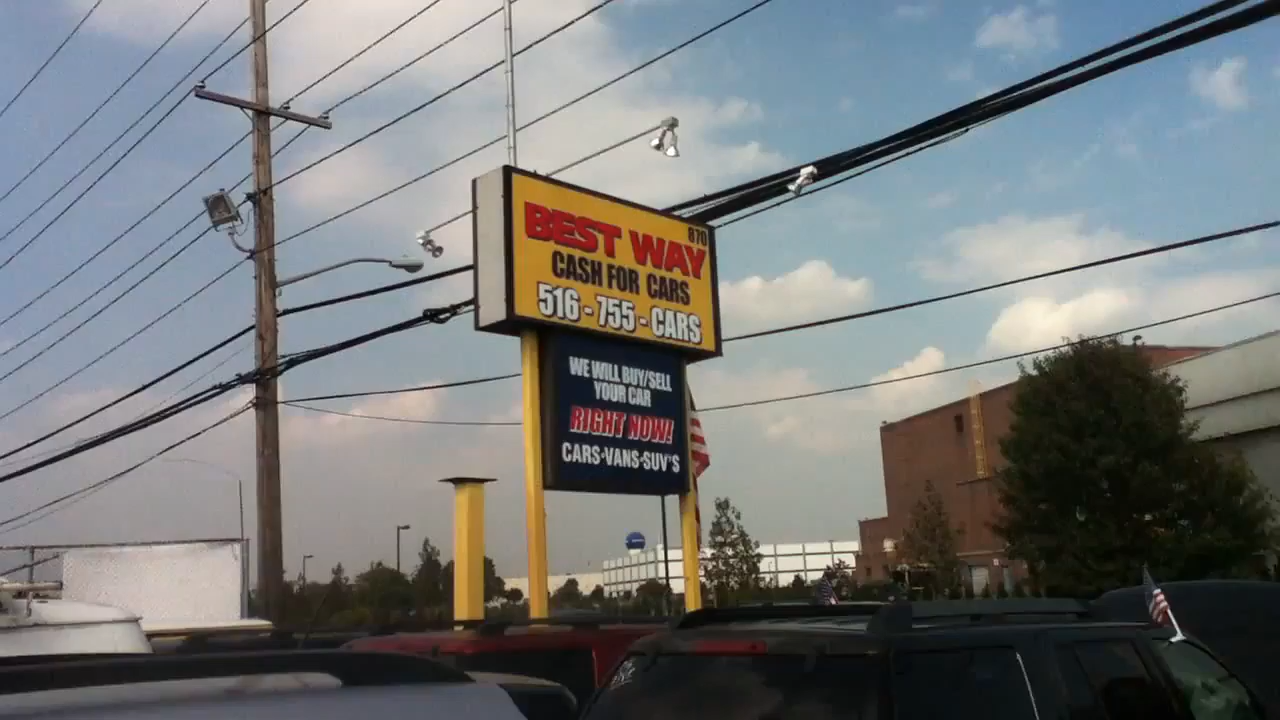 870
BEST WAY
CASH FOR CARS
516-755-CARS
WE WILL BUY/SELL
YOUR CAR
RIGHT NOW!
CARS-VANS-SUV'S